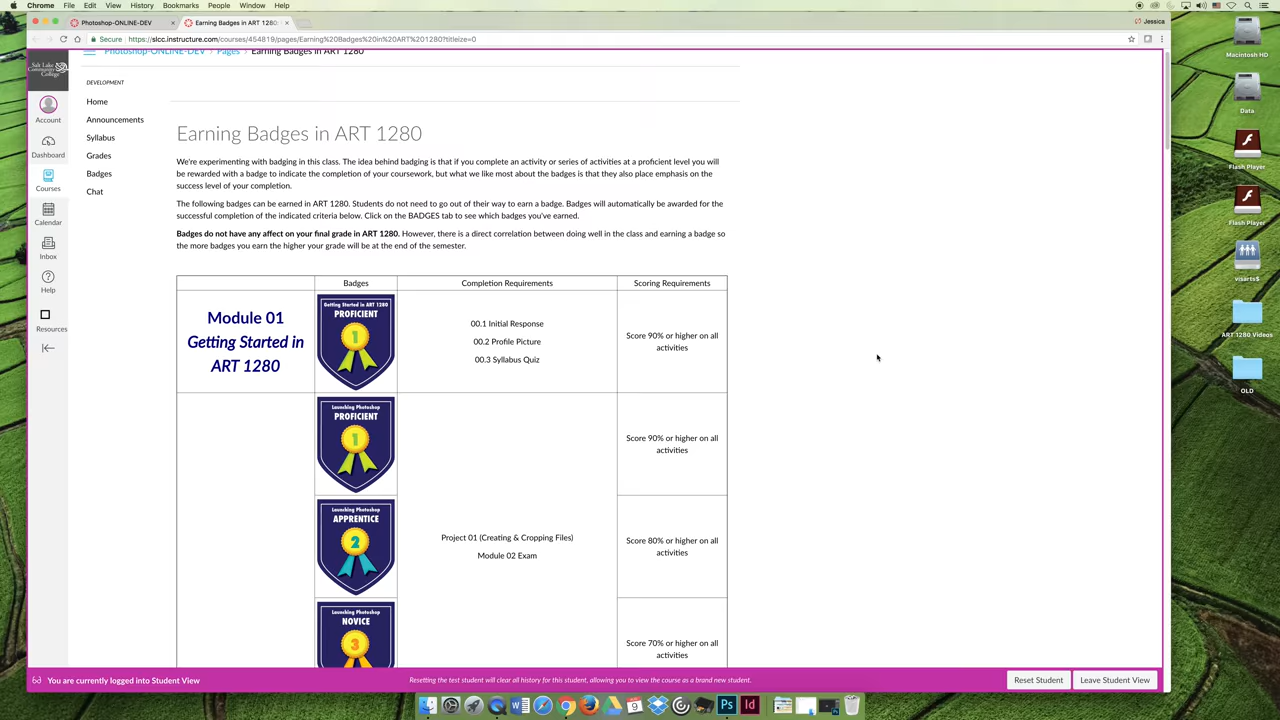 Chrome File Edit View History Bookmarks People Window Help
Photoshop-ONLINE-DEV
Earning Badges in ART 1280:
Jessica
Secure https://slcc.instructure.com/courses/454819/pages/Earning%20Badges%20in%20ART%201280?titleize=0
Photoshop-ONLINE-DEV > Pages > Earning Badges in ART 1280
Salt Lake
Community
College
Account
Dashboard
Courses
Calendar
Inbox
Help
Resources
DEVELOPMENT
Home
Announcements
Syllabus
Grades
Badges
Chat
Earning Badges in ART 1280
We're experimenting with badging in this class. The idea behind badging is that if you complete an activity or series of activities at a proficient level you will
be rewarded with a badge to indicate the completion of your coursework, but what we like most about the badges is that they also place emphasis on the
success level of your completion.
The following badges can be earned in ART 1280. Students do not need to go out of their way to earn a badge. Badges will automatically be awarded for the
successful completion of the indicated criteria below. Click on the BADGES tab to see which badges you've earned.
Badges do not have any affect on your final grade in ART 1280. However, there is a direct correlation between doing well in the class and earning a badge so
the more badges you earn the higher your grade will be at the end of the semester.
Badges Completion Requirements Scoring Requirements
Module 01
Getting Started in
ART 1280
Getting Started in ART 1280
PROFICIENT
1
00.1 Initial Response
00.2 Profile Picture
00.3 Syllabus Quiz
Score 90% or higher on all
activities
Launching Photoshop
PROFICIENT
1
Score 90% or higher on all
activities
Launching Photoshop
APPRENTICE
2
Project 01 (Creating & Cropping Files)
Module 02 Exam
Score 80% or higher on all
activities
Launching Photoshop
NOVICE
3
Score 70% or higher on all
activities
You are currently logged into Student View
Resetting the test student will clear all history for this student, allowing you to view the course as a brand new student.
Reset Student
Leave Student View
Macintosh HD
Data
Flash Player
Flash Player
visarts$
ART 1280 Videos
OLD
9
Ps
Id